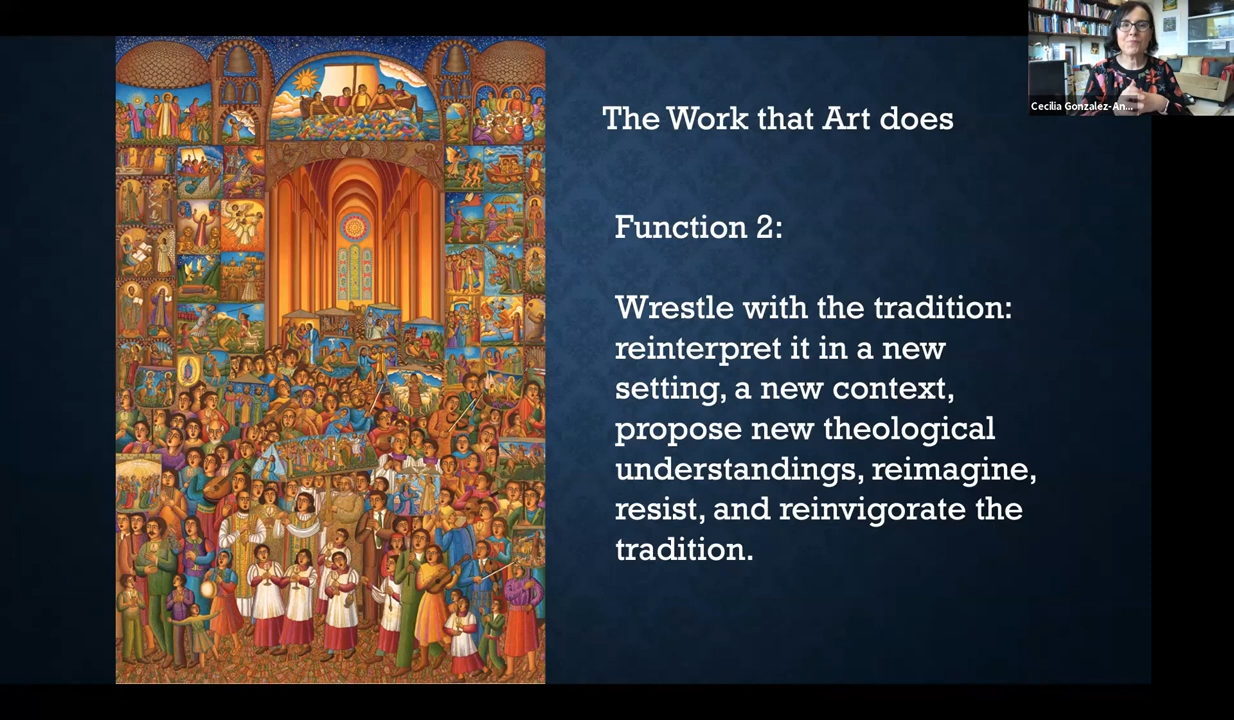 The Work that Art does
Cecilia Gonzalez-An...
Function 2:
Wrestle with the tradition:
reinterpret it in a new
setting, a new context,
propose new theological
understandings, reimagine,
resist, and reinvigorate the
tradition.